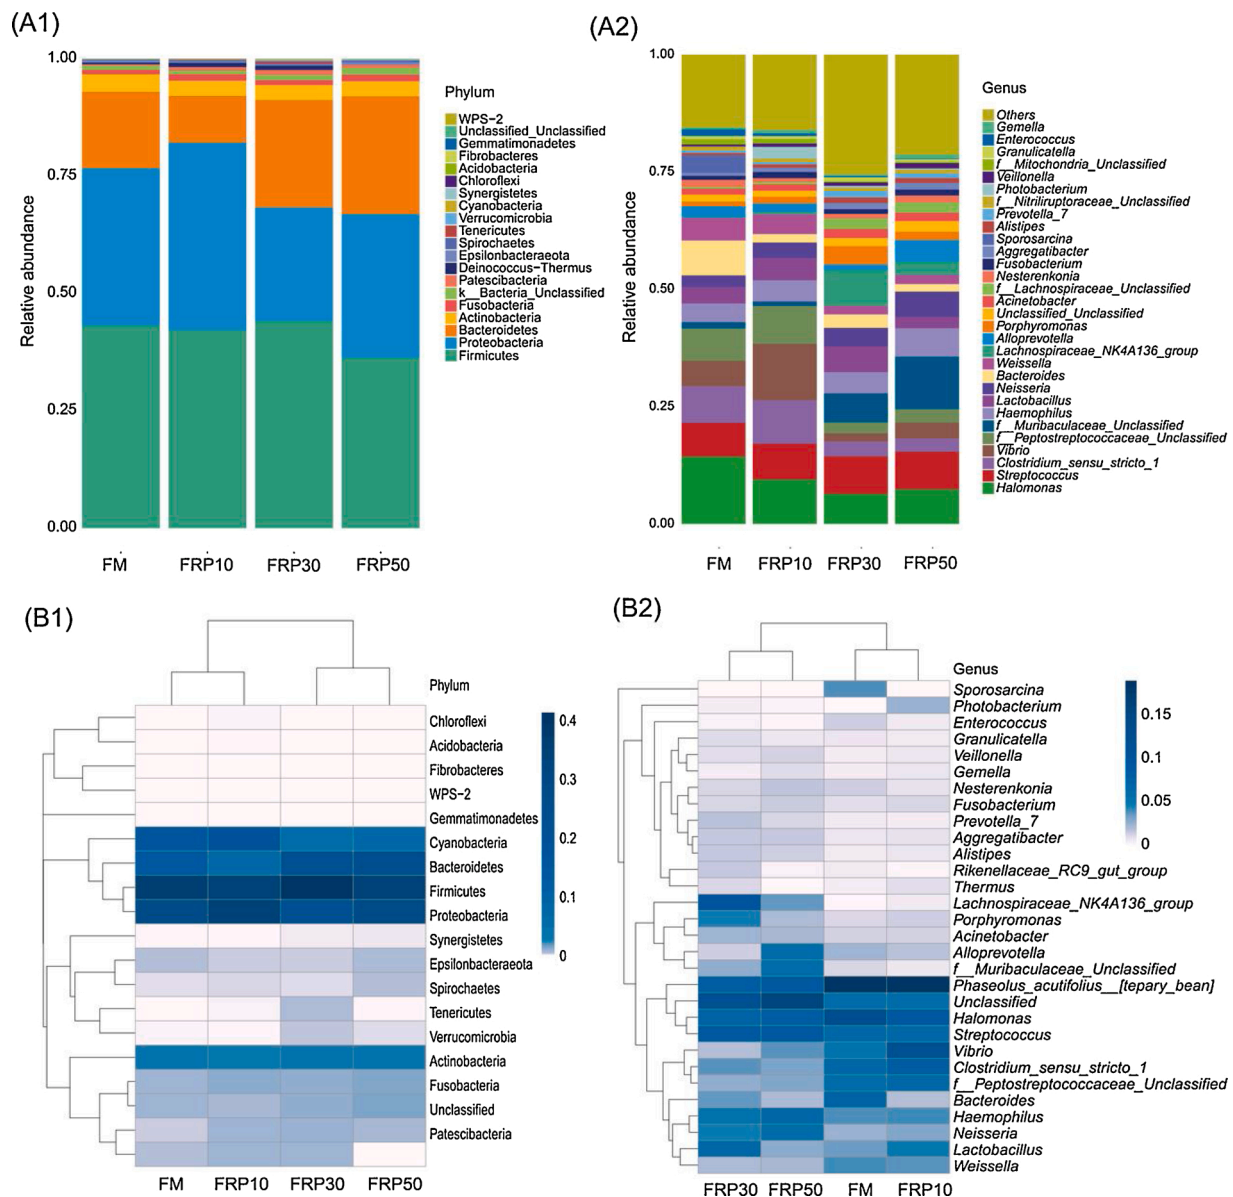 (A1)
1.00
0.75
0.50
0.25
0.00
Relative abundance
FM
FRP10
FRP30
FRP50
Phylum
WPS-2
Unclassified_Unclassified
Gemmatimonadetes
Fibrobacteres
Acidobacteria
Chloroflexi
Synergistetes
Cyanobacteria
Verrucomicrobia
Tenericutes
Spirochaetes
Epsilonbacteraeota
Deinococcus-Thermus
Patescibacteria
k__Bacteria_Unclassified
Fusobacteria
Actinobacteria
Bacteroidetes
Proteobacteria
Firmicutes
(A2)
1.00
0.75
0.50
0.25
0.00
Relative abundance
FM
FRP10
FRP30
FRP50
Genus
Others
Gemella
Enterococcus
Granulicatella
f__Mitochondria_Unclassified
Veillonella
Photobacterium
f__Nitriliruptoraceae_Unclassified
Prevotella_7
Alistipes
Sporosarcina
Aggregatibacter
Fusobacterium
Nesterenkonia
f__Lachnospiraceae_Unclassified
Acinetobacter
Unclassified_Unclassified
Porphyromonas
Alloprevotella
Lachnospiraceae_NK4A136_group
Weissella
Bacteroides
Neisseria
Lactobacillus
Haemophilus
f__Muribaculaceae_Unclassified
f__Peptostreptococcaceae_Unclassified
Vibrio
Clostridium_sensu_stricto_1
Streptococcus
Halomonas
(B1)
Phylum
Chloroflexi
Acidobacteria
Fibrobacteres
WPS-2
Gemmatimonadetes
Cyanobacteria
Bacteroidetes
Firmicutes
Proteobacteria
Synergistetes
Epsilonbacteraeota
Spirochaetes
Tenericutes
Verrucomicrobia
Actinobacteria
Fusobacteria
Unclassified
Patescibacteria
0.4
0.3
0.2
0.1
0
FM
FRP10
FRP30
FRP50
(B2)
Genus
Sporosarcina
Photobacterium
Enterococcus
Granulicatella
Veillonella
Gemella
Nesterenkonia
Fusobacterium
Prevotella_7
Aggregatibacter
Alistipes
Rikenellaceae_RC9_gut_group
Thermus
Lachnospiraceae_NK4A136_group
Porphyromonas
Acinetobacter
Alloprevotella
f__Muribaculaceae_Unclassified
Phaseolus_acutifolius__[tepary_bean]
Unclassified
Halomonas
Streptococcus
Vibrio
Clostridium_sensu_stricto_1
f__Peptostreptococcaceae_Unclassified
Bacteroides
Haemophilus
Neisseria
Lactobacillus
Weissella
0.15
0.1
0.05
0
FRP30
FRP50
FM
FRP10